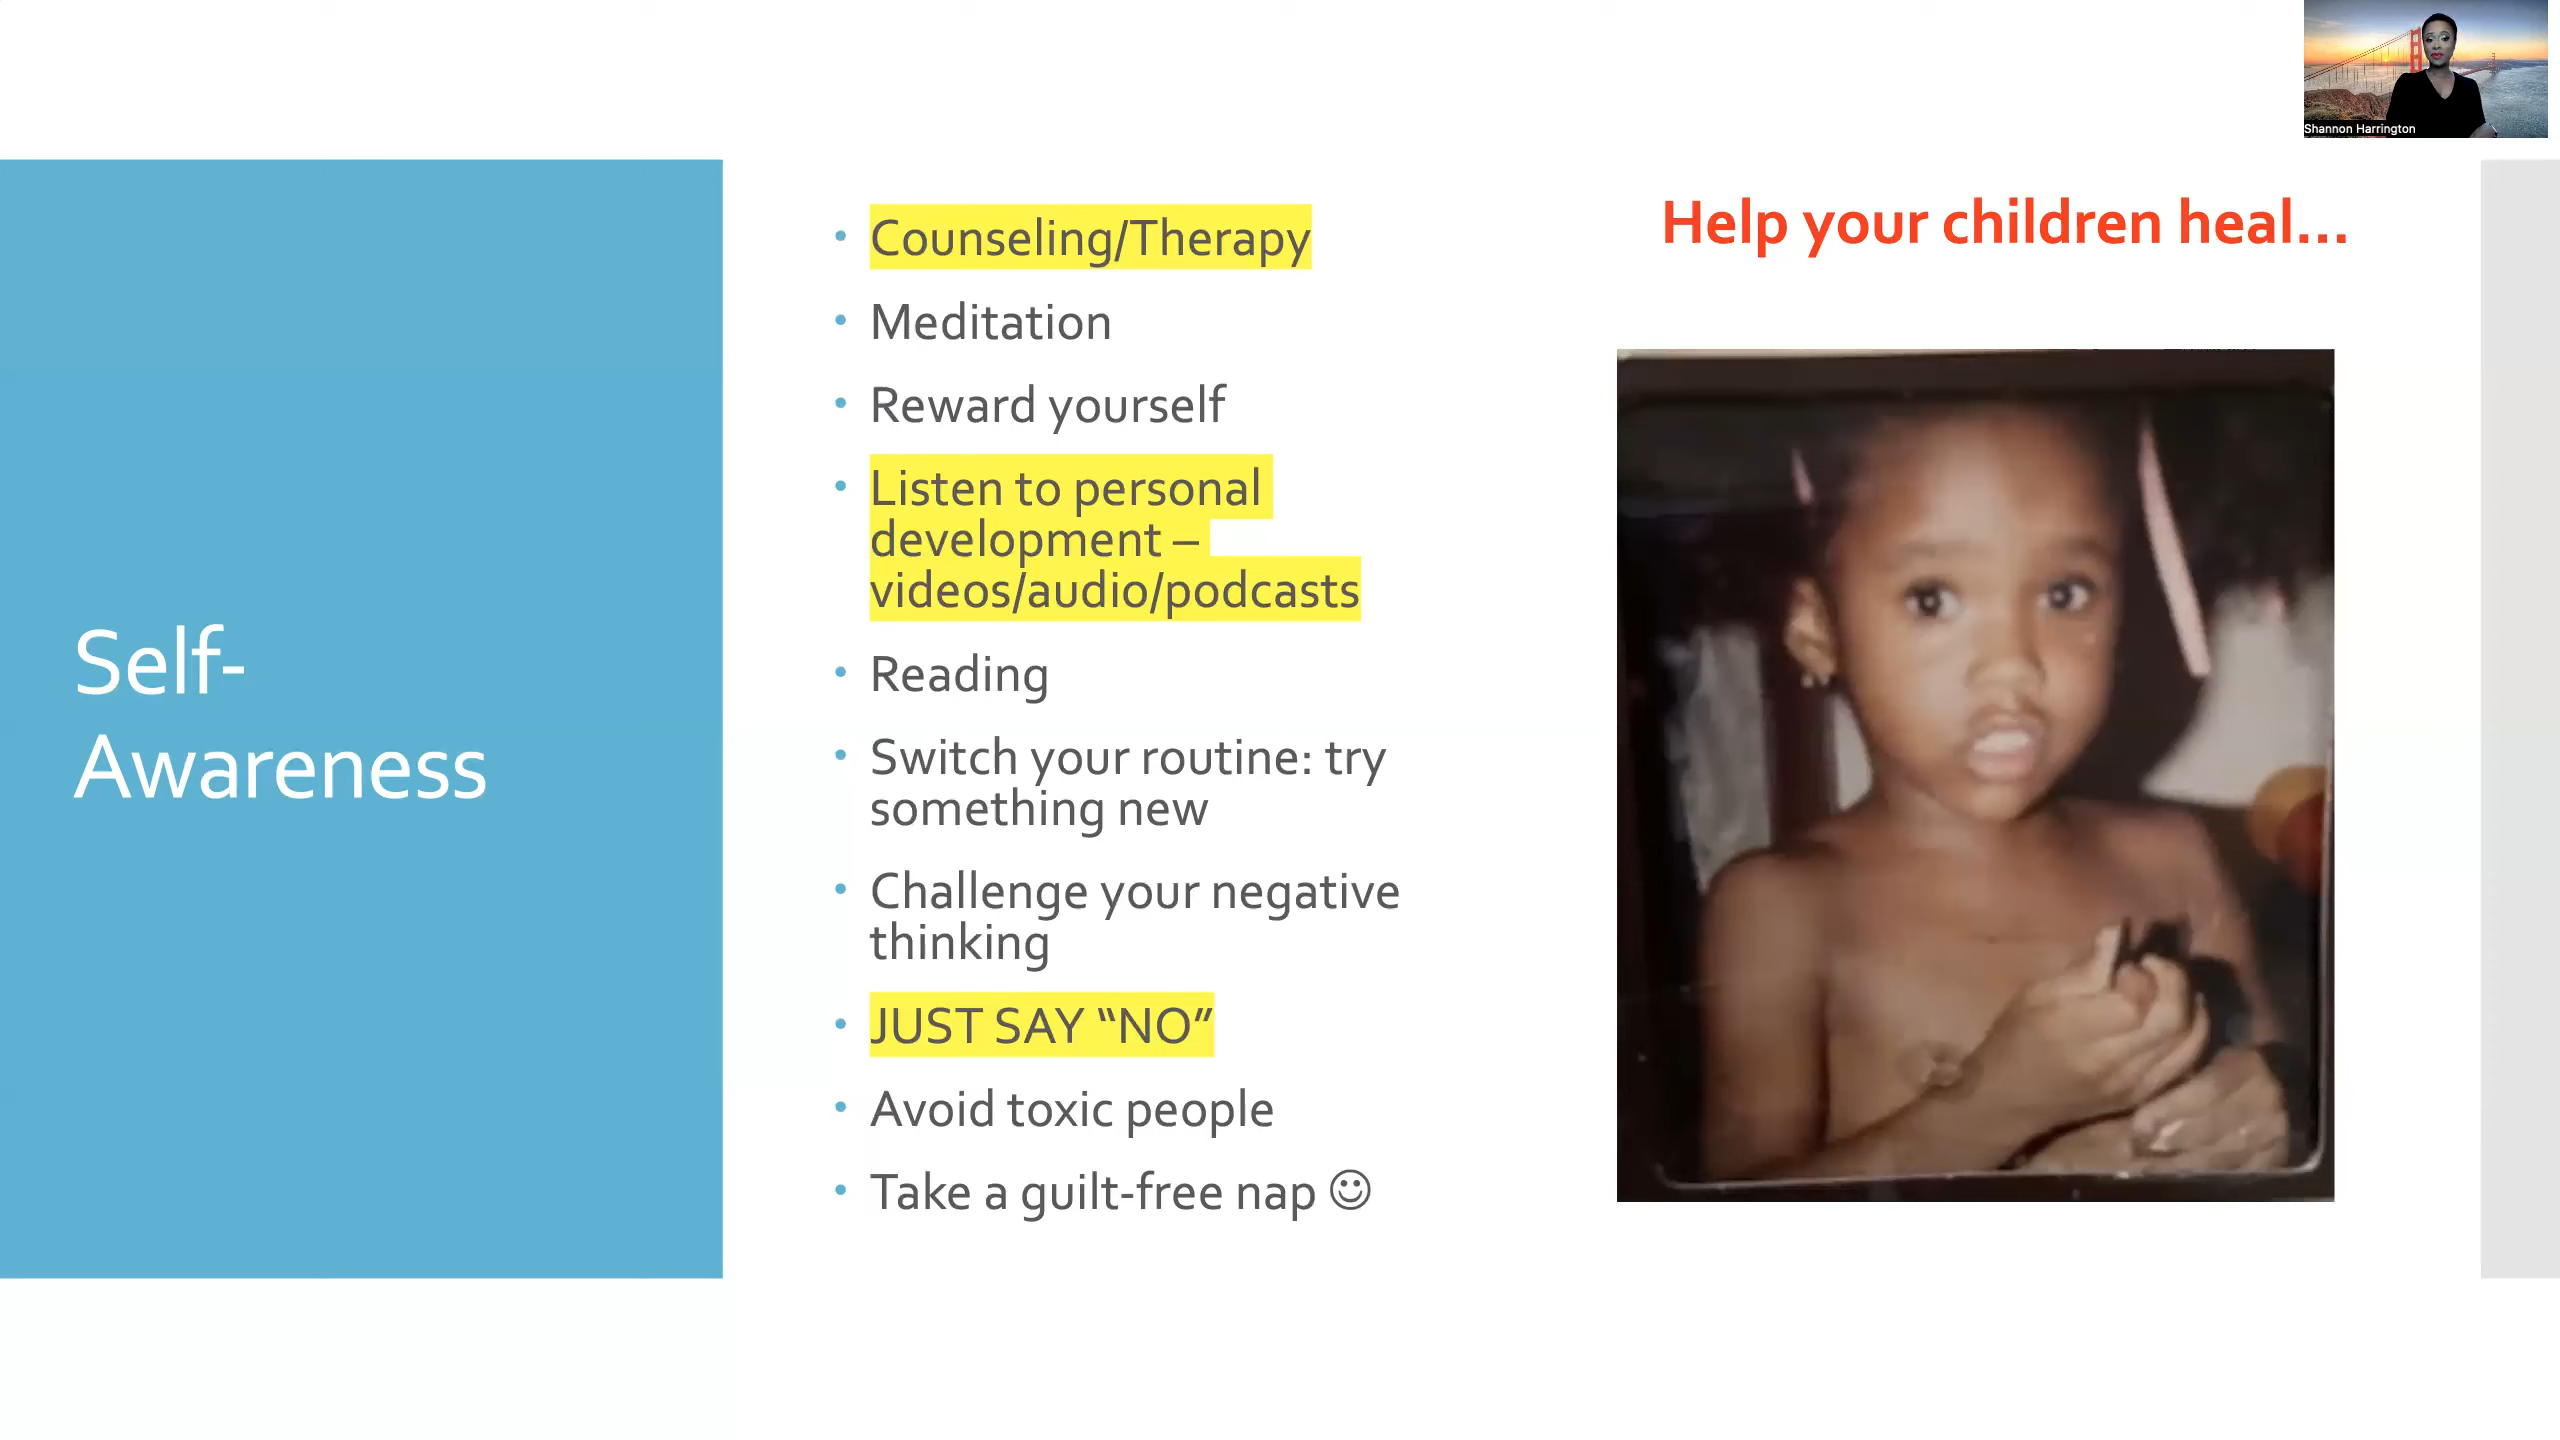 Shannon Harrington
Self-
Awareness
• Counseling/Therapy
• Meditation
• Reward yourself
• Listen to personal
development –
videos/audio/podcasts
• Reading
• Switch your routine: try
something new
• Challenge your negative
thinking
• JUST SAY “NO”
• Avoid toxic people
• Take a guilt-free nap ☺
Help your children heal...